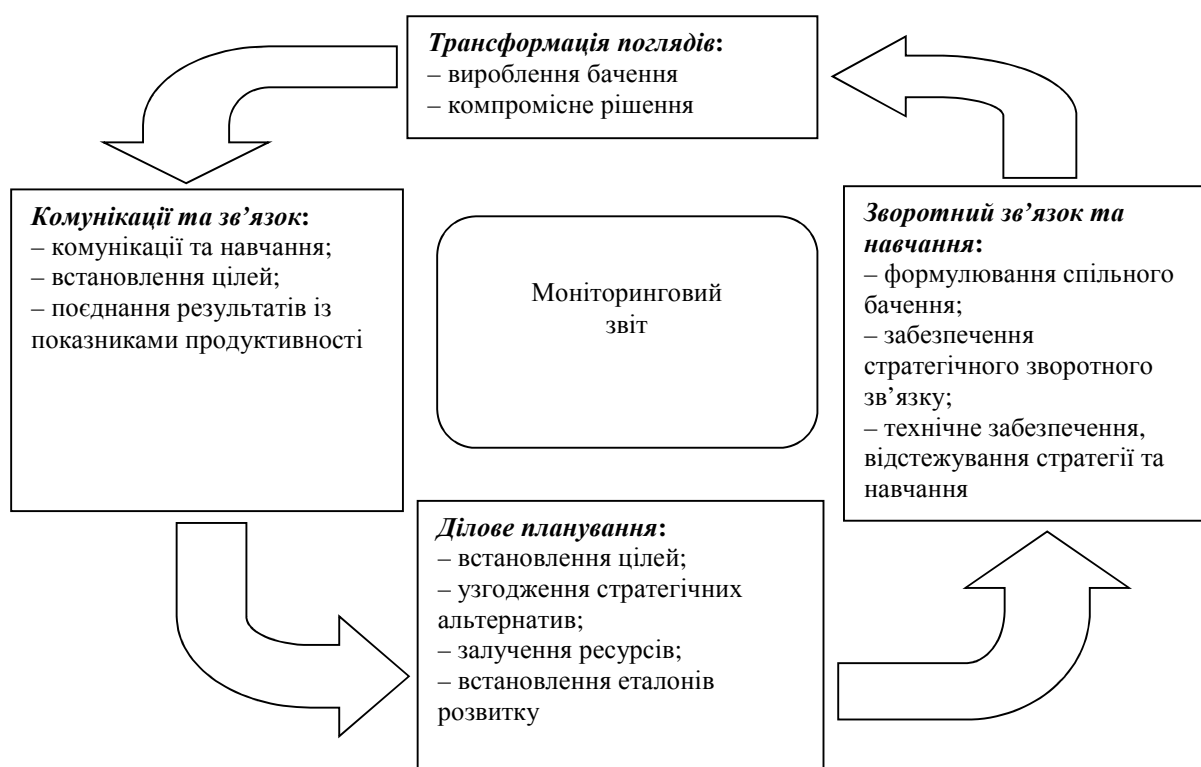 Трансформація поглядів:
– вироблення бачення
– компромісне рішення
Комунікації та зв’язок:
– комунікації та навчання;
– встановлення цілей;
– поєднання результатів із
показниками продуктивності
Моніторинговий
звіт
Зворотний зв’язок та
навчання:
– формулювання спільного
бачення;
– забезпечення
стратегічного зворотного
зв’язку;
– технічне забезпечення,
відстежування стратегії та
навчання
Ділове планування:
– встановлення цілей;
– узгодження стратегічних
альтернатив;
– залучення ресурсів;
– встановлення еталонів
розвитку